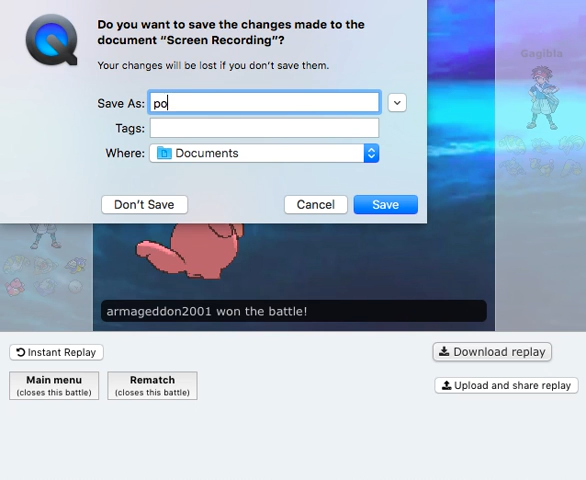 Do you want to save the changes made to the
document “Screen Recording”?
Your changes will be lost if you don’t save them.
Save As: po
Tags:
Where: Documents
Don’t Save
Cancel
Save
Gagibla
armageddon2001 won the battle!
Instant Replay
Download replay
Main menu
(closes this battle)
Rematch
(closes this battle)
Upload and share replay